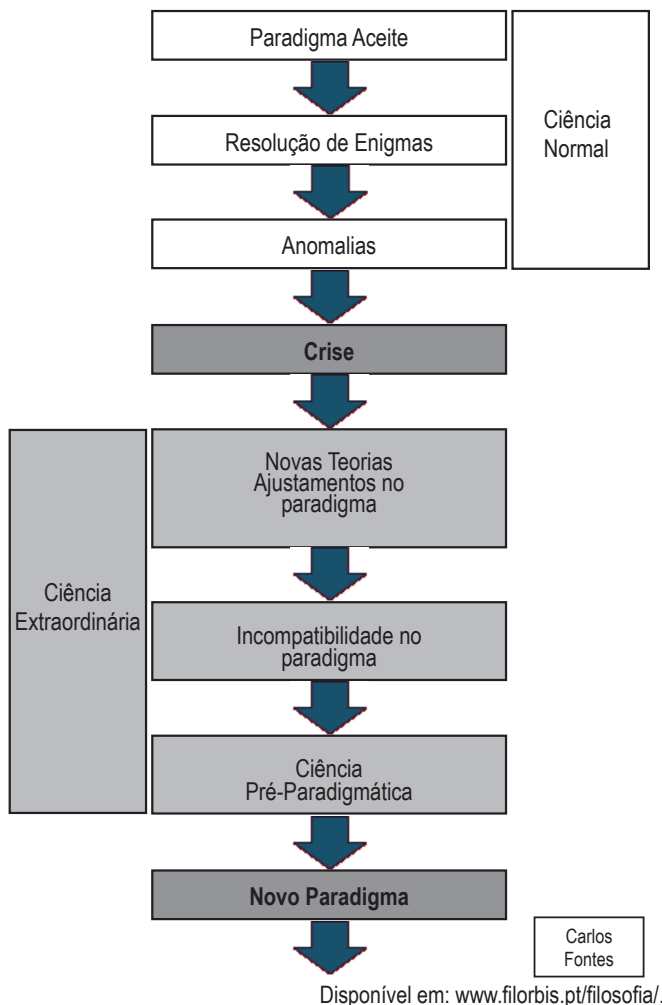 Paradigma Aceite
Resolução de Enigmas
Ciência
Normal
Anomalias
Crise
Novas Teorias
Ajustamentos no
paradigma
Ciência
Extraordinária
Incompatibilidade no
paradigma
Ciência
Pré-Paradigmática
Novo Paradigma
Carlos
Fontes
Disponível em: www.filorbis.pt/filosofia/.